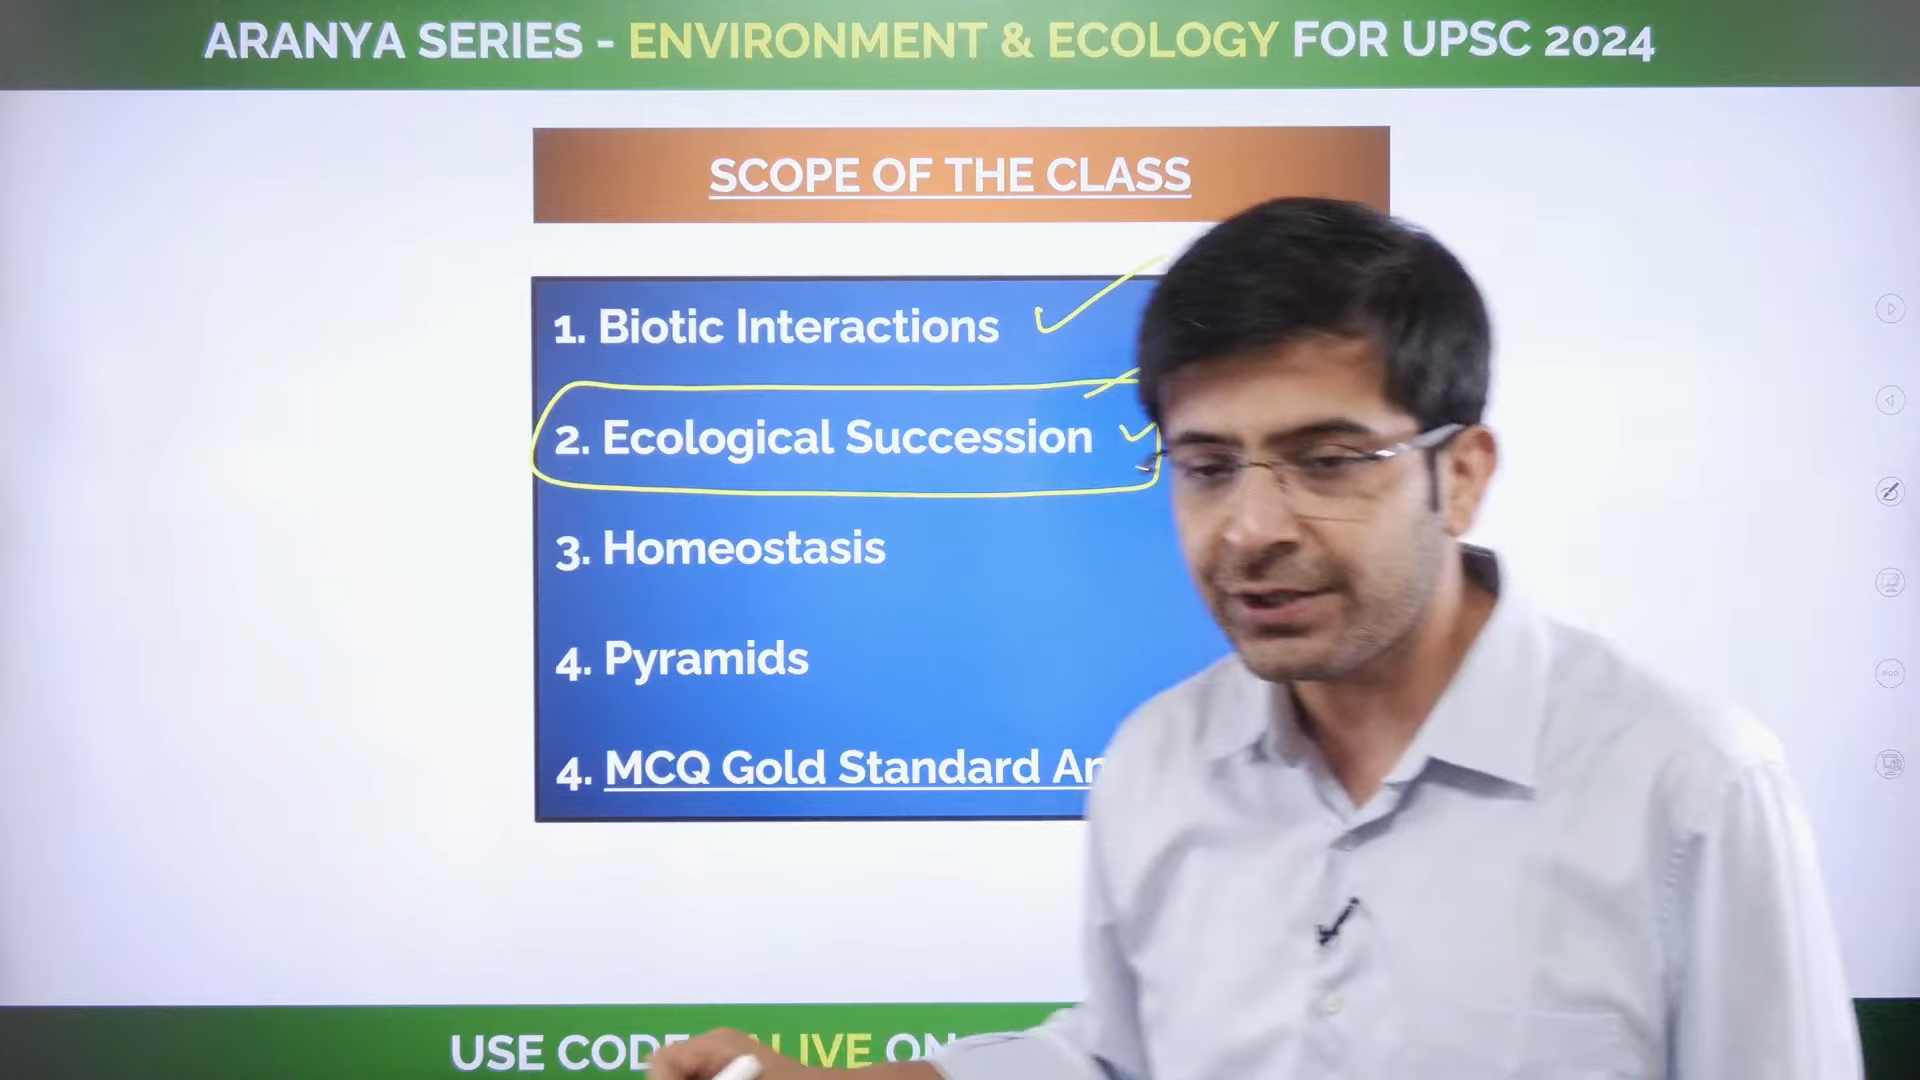 ARANYA SERIES - ENVIRONMENT & ECOLOGY FOR UPSC 2024
SCOPE OF THE CLASS
1. Biotic Interactions
2. Ecological Succession
3. Homeostasis
4. Pyramids
4. MCQ Gold Standard
USE